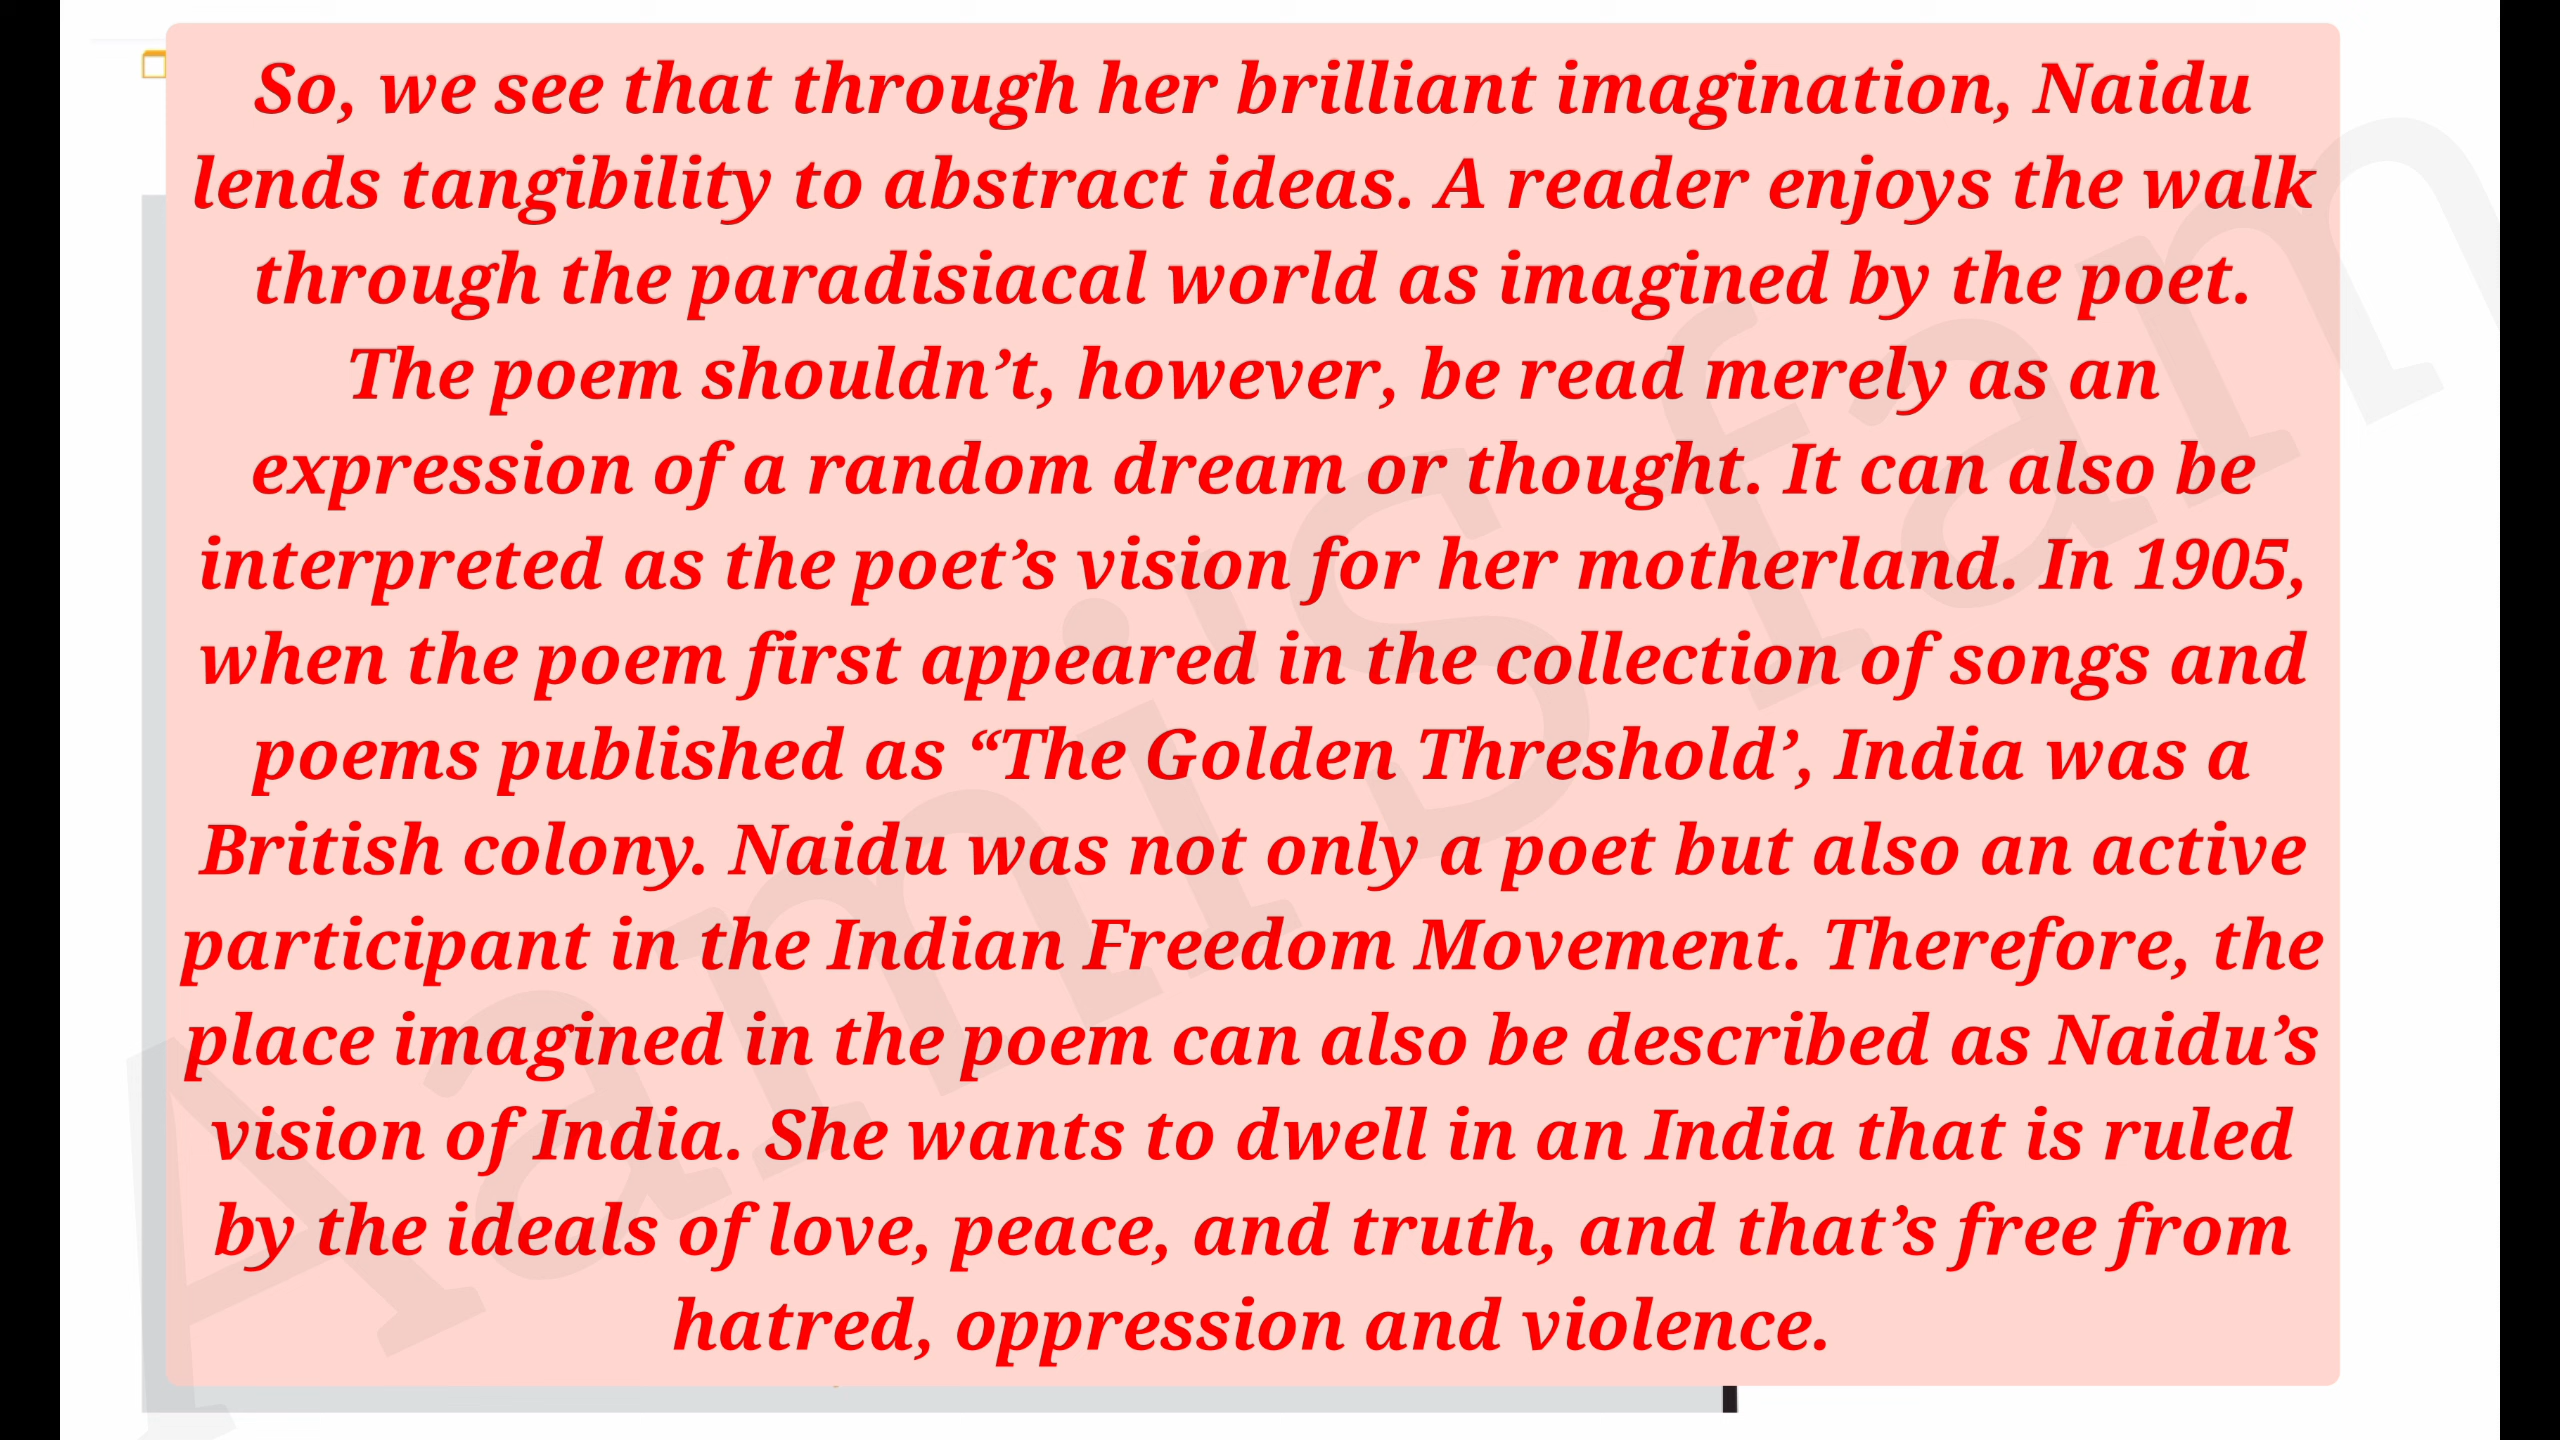 So, we see that through her brilliant imagination, Naidu
lends tangibility to abstract ideas. A reader enjoys the walk
through the paradisiacal world as imagined by the poet.
The poem shouldn’t, however, be read merely as an
expression of a random dream or thought. It can also be
interpreted as the poet’s vision for her motherland. In 1905,
when the poem first appeared in the collection of songs and
poems published as “The Golden Threshold’, India was a
British colony. Naidu was not only a poet but also an active
participant in the Indian Freedom Movement. Therefore, the
place imagined in the poem can also be described as Naidu’s
vision of India. She wants to dwell in an India that is ruled
by the ideals of love, peace, and truth, and that’s free from
hatred, oppression and violence.
Aami'S fam